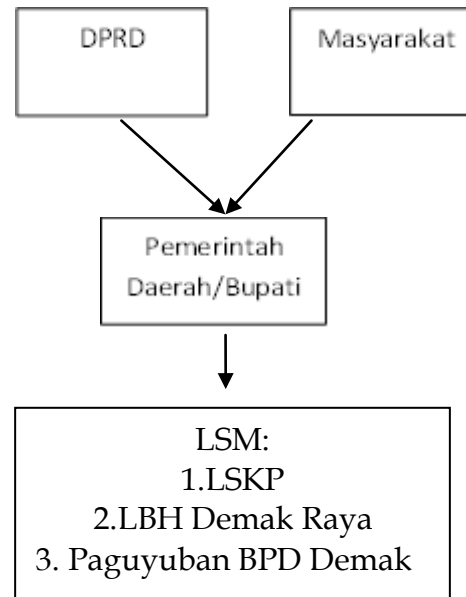 DPRD
Masyarakat
Pemerintah
Daerah/Bupati
LSM:
1.LSKP
2.LBH Demak Raya
3. Paguyuban BPD Demak